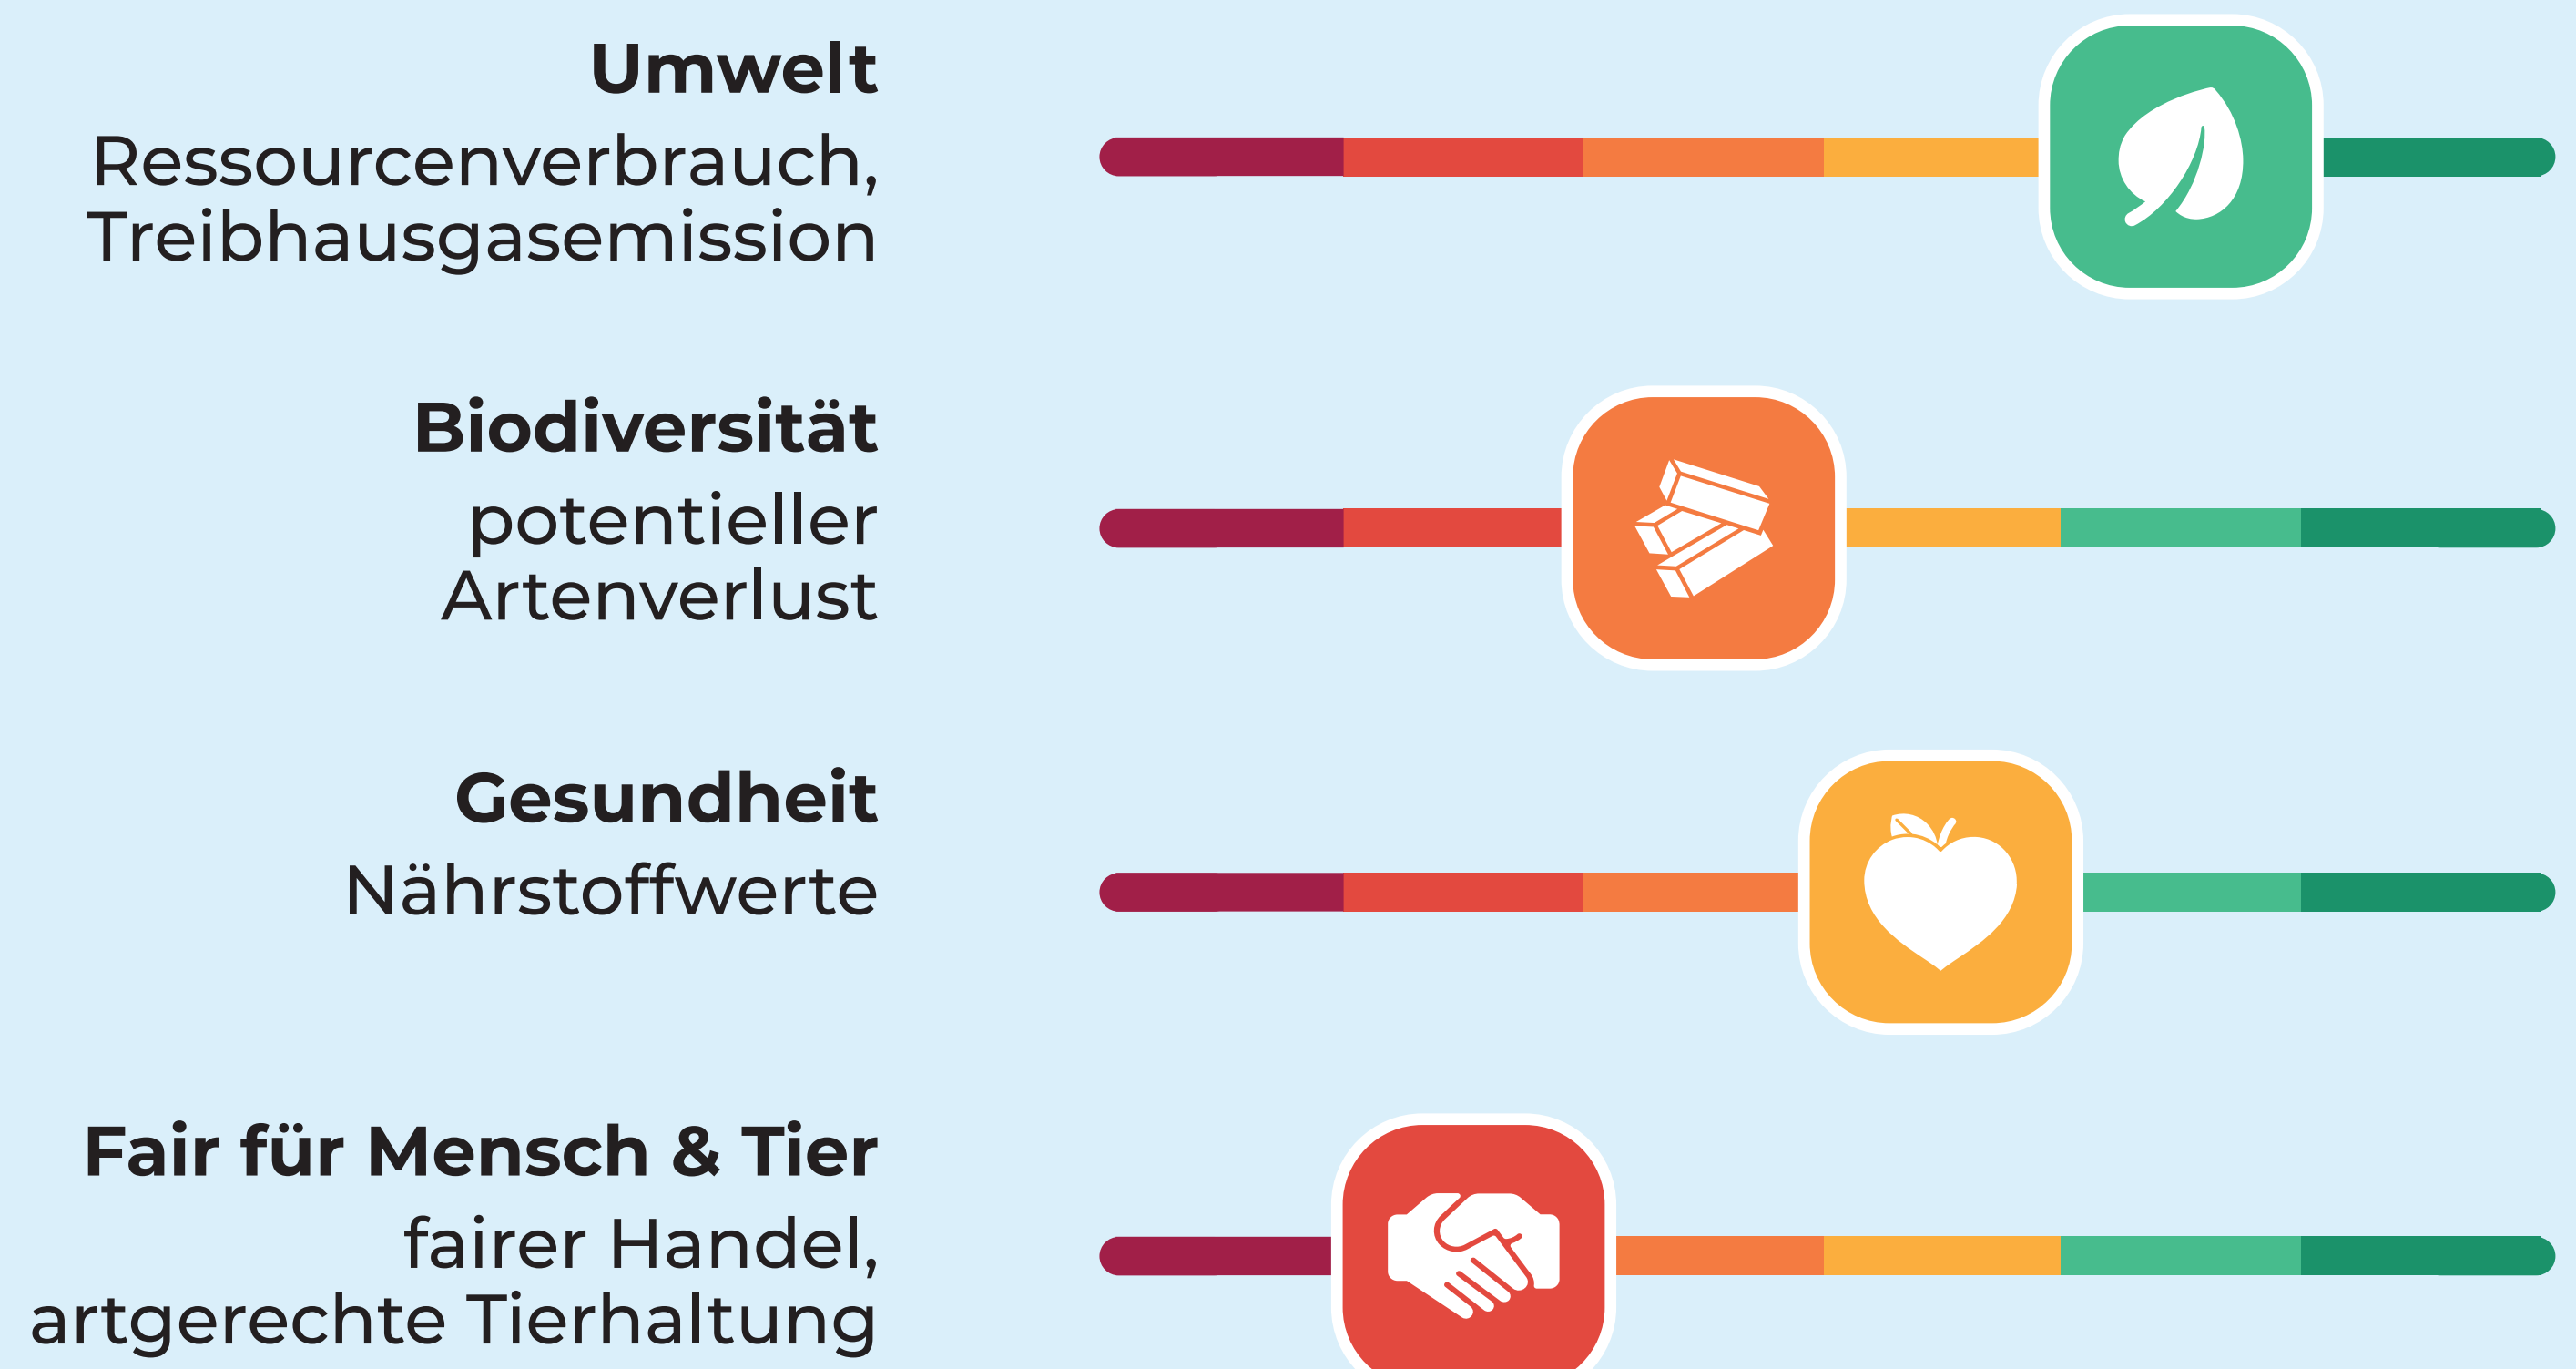 Umwelt
Ressourcenverbrauch,
Treibhausgasemission
Biodiversität
potentieller
Artenverlust
Gesundheit
Nährstoffwerte
Fair für Mensch & Tier
fairer Handel,
artgerechte Tierhaltung